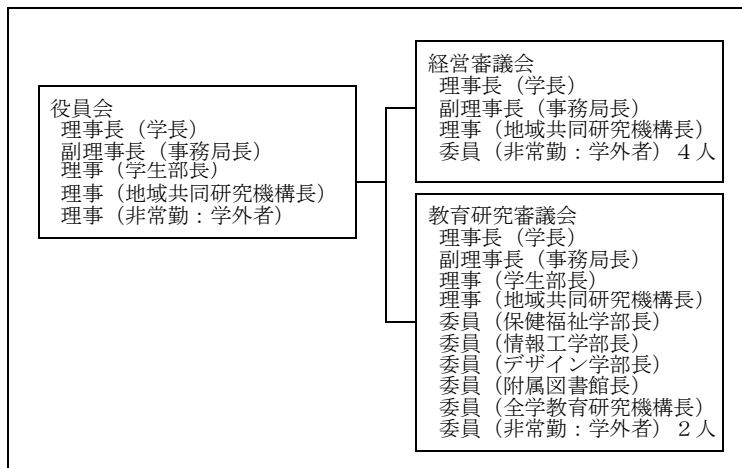 役員会
理事長（学長）
副理事長（事務局長）
理事（学生部長）
理事（地域共同研究機構長）
理事（非常勤：学外者）
経営審議会
理事長（学長）
副理事長（事務局長）
理事（地域共同研究機構長）
委員（非常勤：学外者）４人
教育研究審議会
理事長（学長）
副理事長（事務局長）
理事（学生部長）
理事（地域共同研究機構長）
委員（保健福祉学部長）
委員（情報工学部長）
委員（デザイン学部長）
委員（附属図書館長）
委員（全学教育研究機構長）
委員（非常勤：学外者）２人